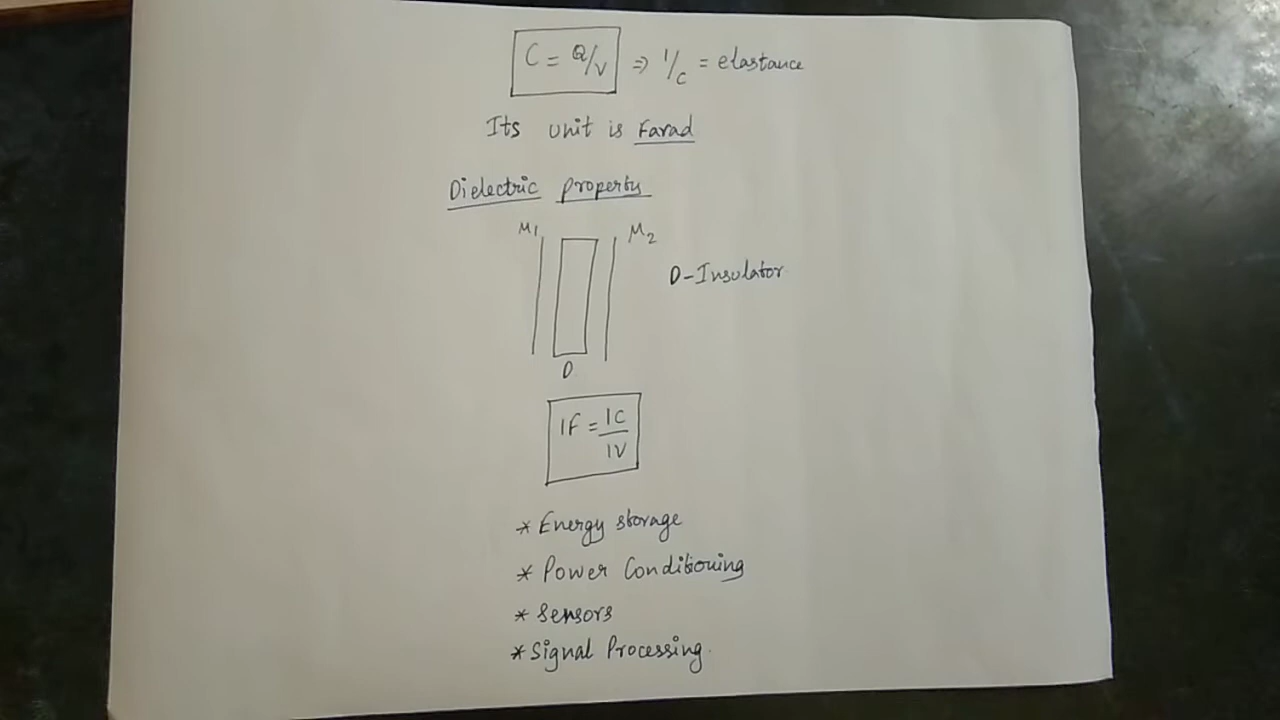 C = Q/V ⇒ 1/C = elastance
Its unit is Farad
Dielectric property
M1 M2
D-Insulator
D
1F = 1C/1V
* Energy storage
* Power Conditioning
* Sensors
* Signal Processing.